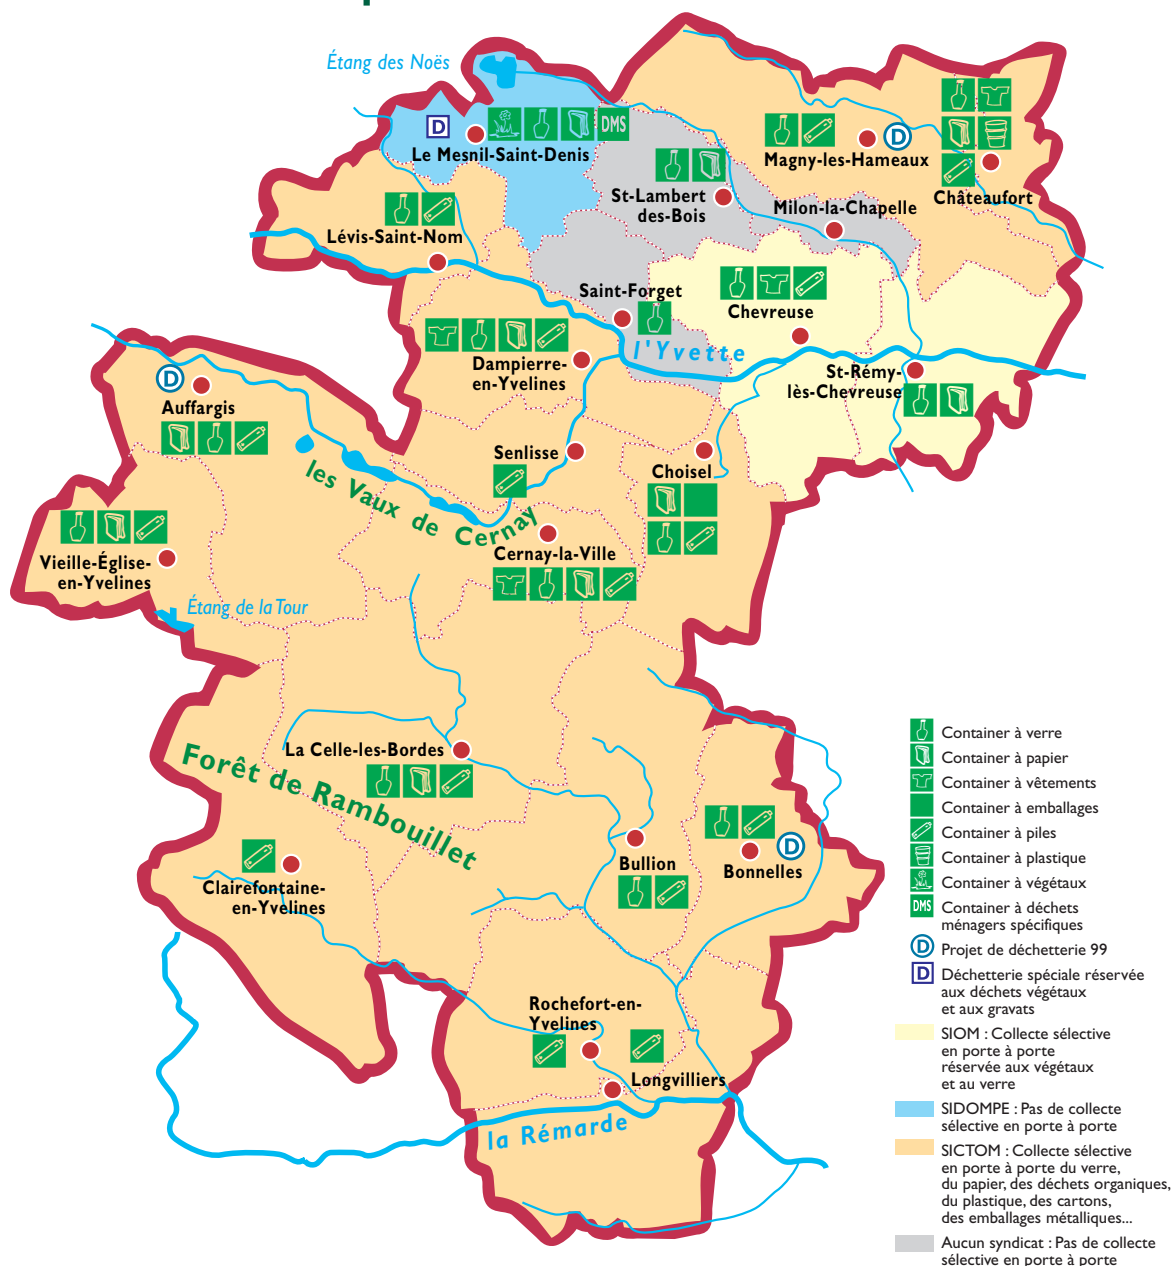 Étang des Noës
D
DMS
Le Mesnil-Saint-Denis
Magny-les-Hameaux
D
Châteaufort
St-Lambert
des-Bois
Milon-la-Chapelle
Lévis-Saint-Nom
Saint-Forget
Chevreuse
l'Yvette
Dampierre-
en-Yvelines
St-Rémy-
lès-Chevreuse
D
Auffargis
Senlisse
Choisel
les Vaux de Cernay
Cernay-la-Ville
Vieille-Église-
en-Yvelines
Étang de la Tour
La Celle-les-Bordes
Forêt de Rambouillet
Clairefontaine-
en-Yvelines
Bullion
D
Bonnelles
Rochefort-en-
Yvelines
Longvilliers
la Rémarde
Container à verre
Container à papier
Container à vêtements
Container à emballages
Container à piles
Container à plastique
Container à végétaux
DMS Container à déchets
ménagers spécifiques
D Projet de déchetterie 99
D Déchetterie spéciale réservée
aux déchets végétaux
et aux gravats
SIOM : Collecte sélective
en porte à porte
réservée aux végétaux
et au verre
SIDOMPE : Pas de collecte
sélective en porte à porte
SICTOM : Collecte sélective
en porte à porte du verre,
du papier, des déchets organiques,
du plastique, des cartons,
des emballages métalliques...
Aucun syndicat : Pas de collecte
sélective en porte à porte